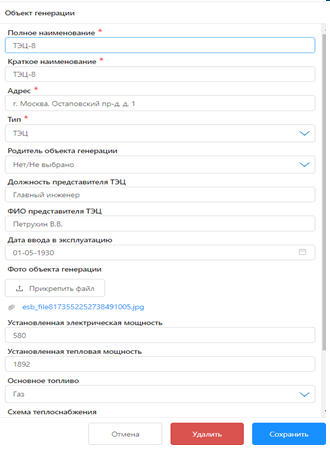 Объект генерации
Полное наименование *
ТЭЦ-8
Краткое наименование *
ТЭЦ-8
Адрес *
г. Москва, Остаповский пр-д, д. 1
Тип *
ТЭЦ
Родитель объекта генерации
Нет/Не выбрано
Должность представителя ТЭЦ
Главный инженер
ФИО представителя ТЭЦ
Петрухин В.В.
Дата ввода в эксплуатацию
01-05-1930
Фото объекта генерации
Прикрепить файл
esb_file8173552252738491005.jpg
Установленная электрическая мощность
580
Установленная тепловая мощность
1892
Основное топливо
Газ
Схема теплоснабжения
Отмена Удалить Сохранить